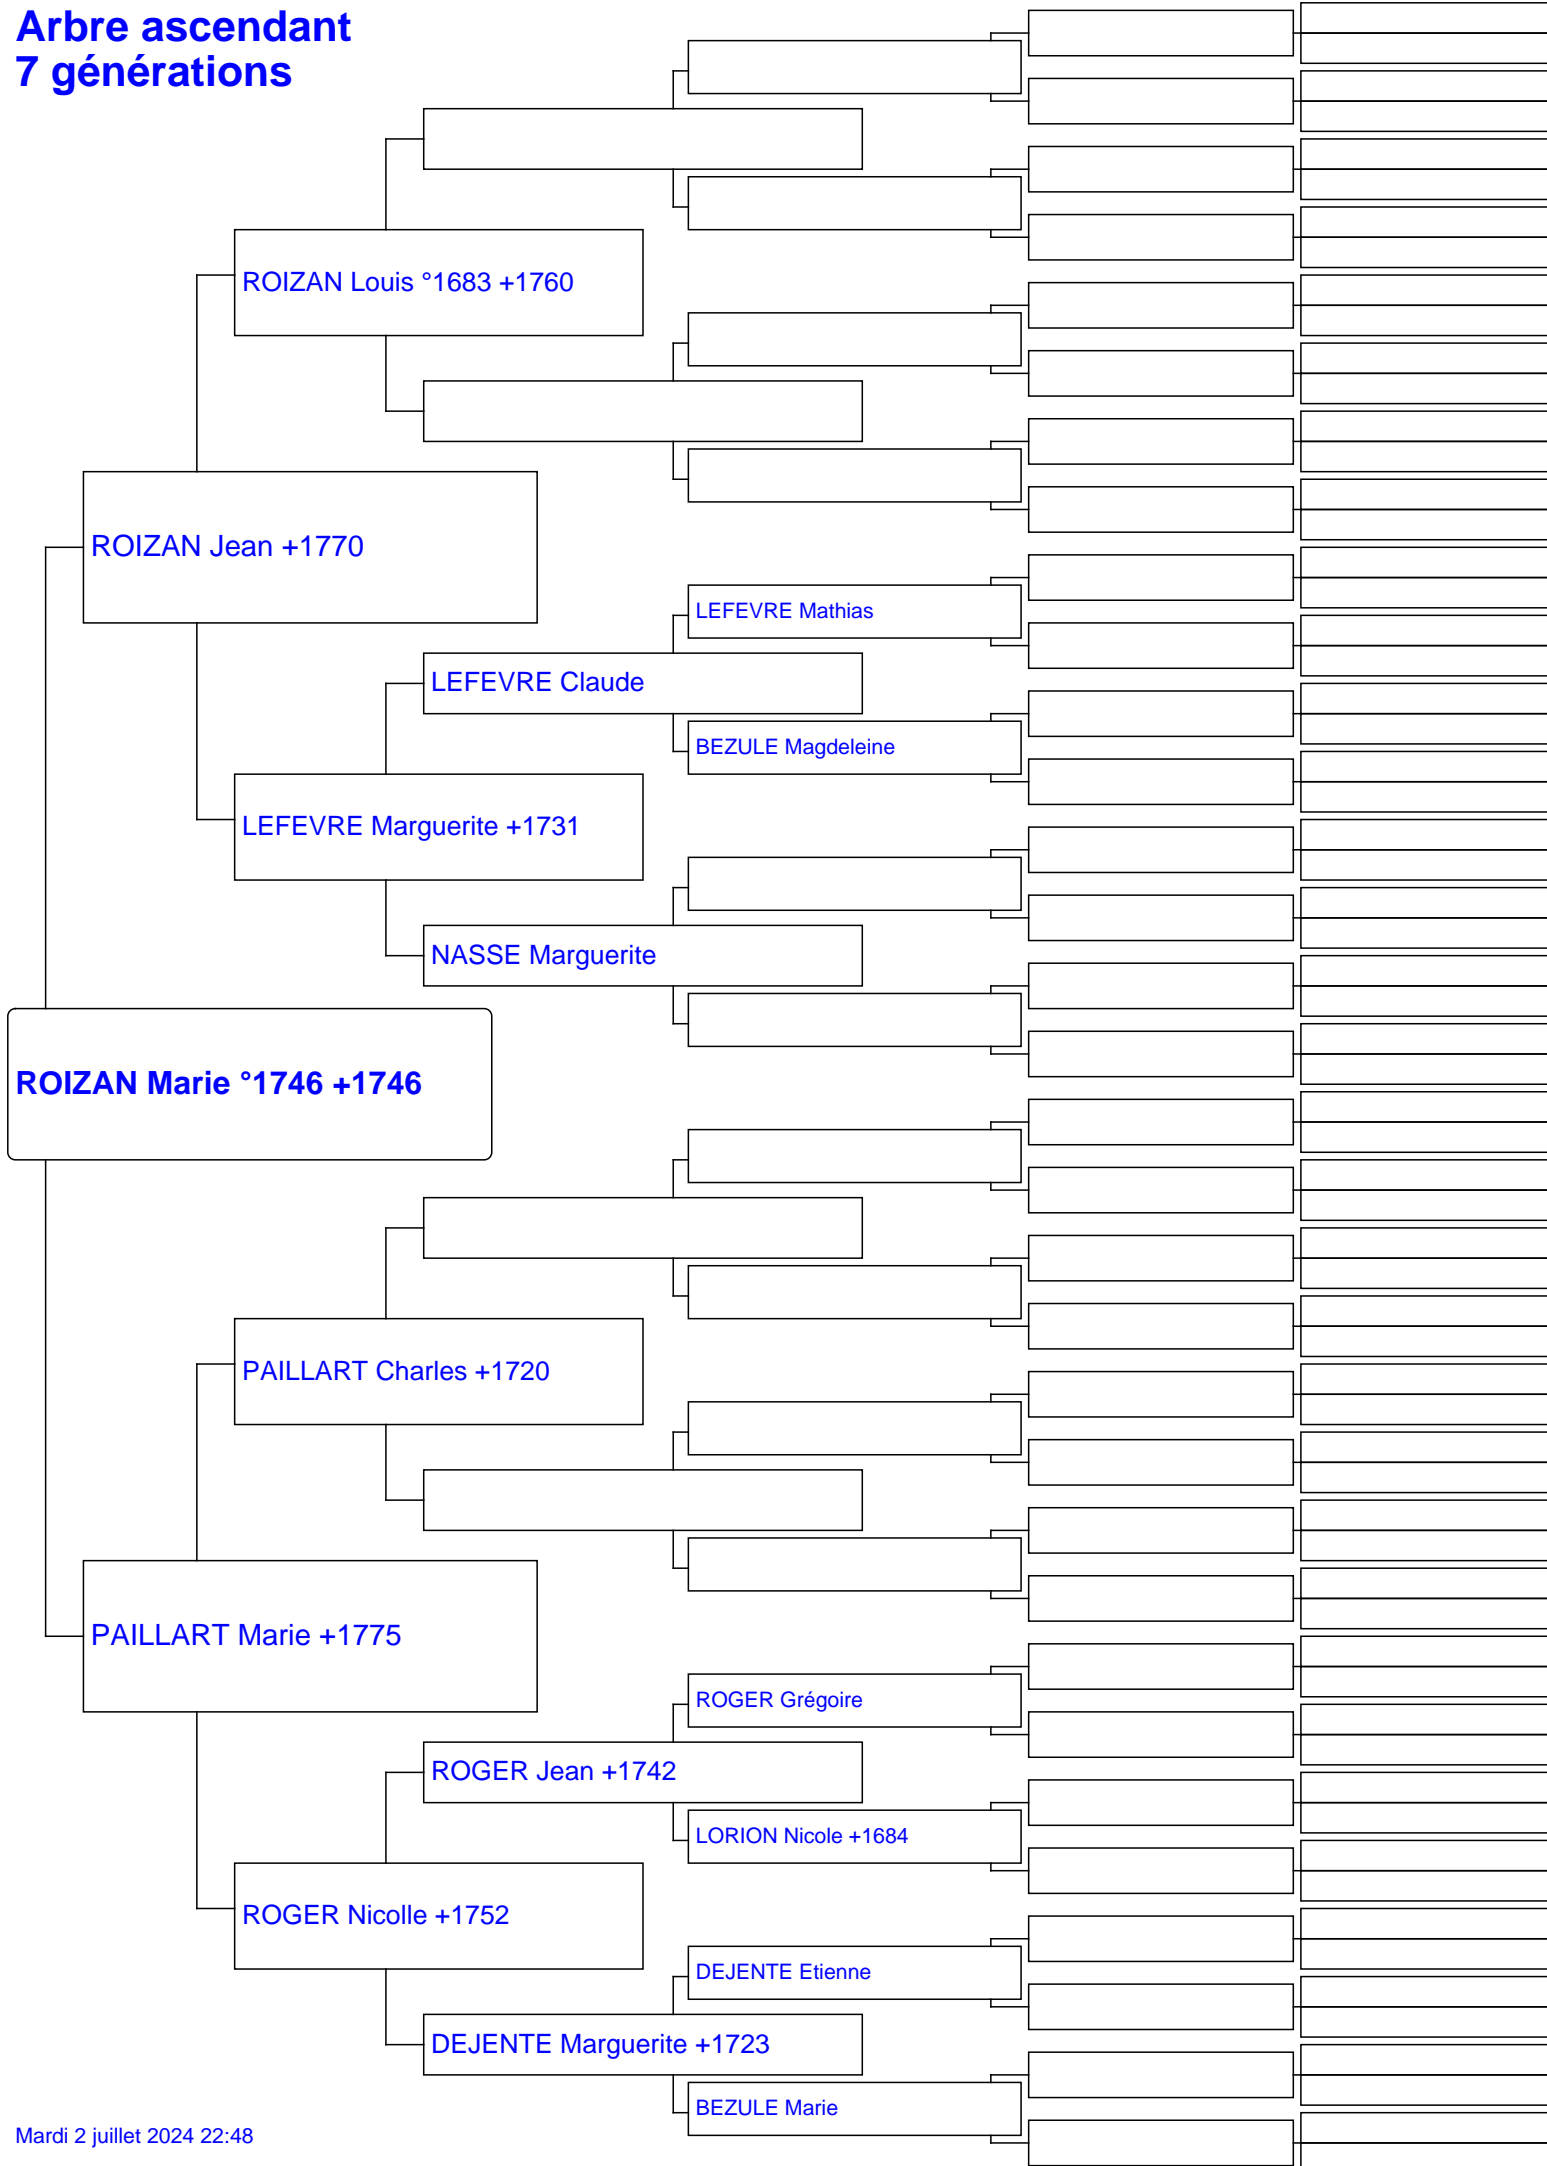 Arbre ascendant
7 générations
ROIZAN Louis °1683 +1760
ROIZAN Jean +1770
LEFEVRE Mathias
LEFEVRE Claude
BEZULE Magdeleine
LEFEVRE Marguerite +1731
NASSE Marguerite
ROIZAN Marie °1746 +1746
PAILLART Charles +1720
PAILLART Marie +1775
ROGER Grégoire
ROGER Jean +1742
LORION Nicole +1684
ROGER Nicolle +1752
DEJENTE Etienne
DEJENTE Marguerite +1723
BEZULE Marie
Mardi 2 juillet 2024 22:48